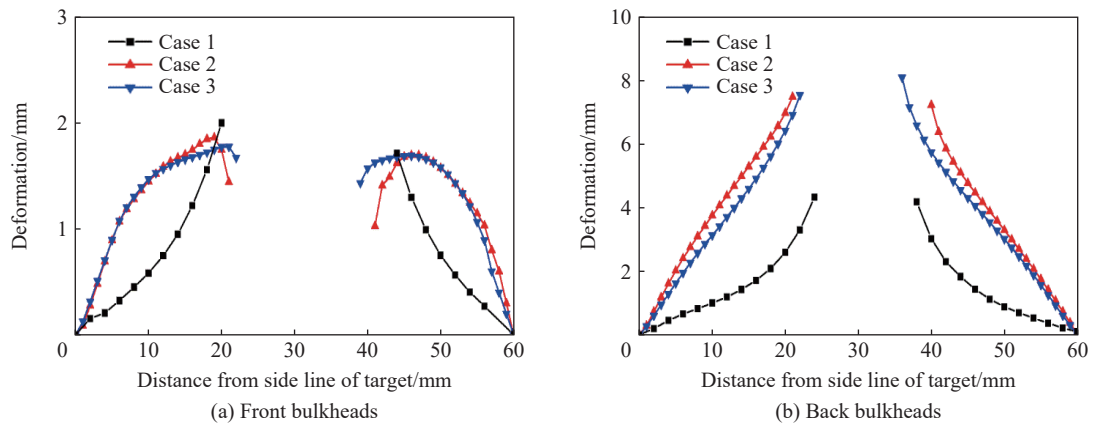 3
2
1
0
10
20
30
40
50
60
Deformation/mm
Case 1
Case 2
Case 3
Distance from side line of target/mm
(a) Front bulkheads
10
8
6
4
2
0
10
20
30
40
50
60
Deformation/mm
Case 1
Case 2
Case 3
Distance from side line of target/mm
(b) Back bulkheads